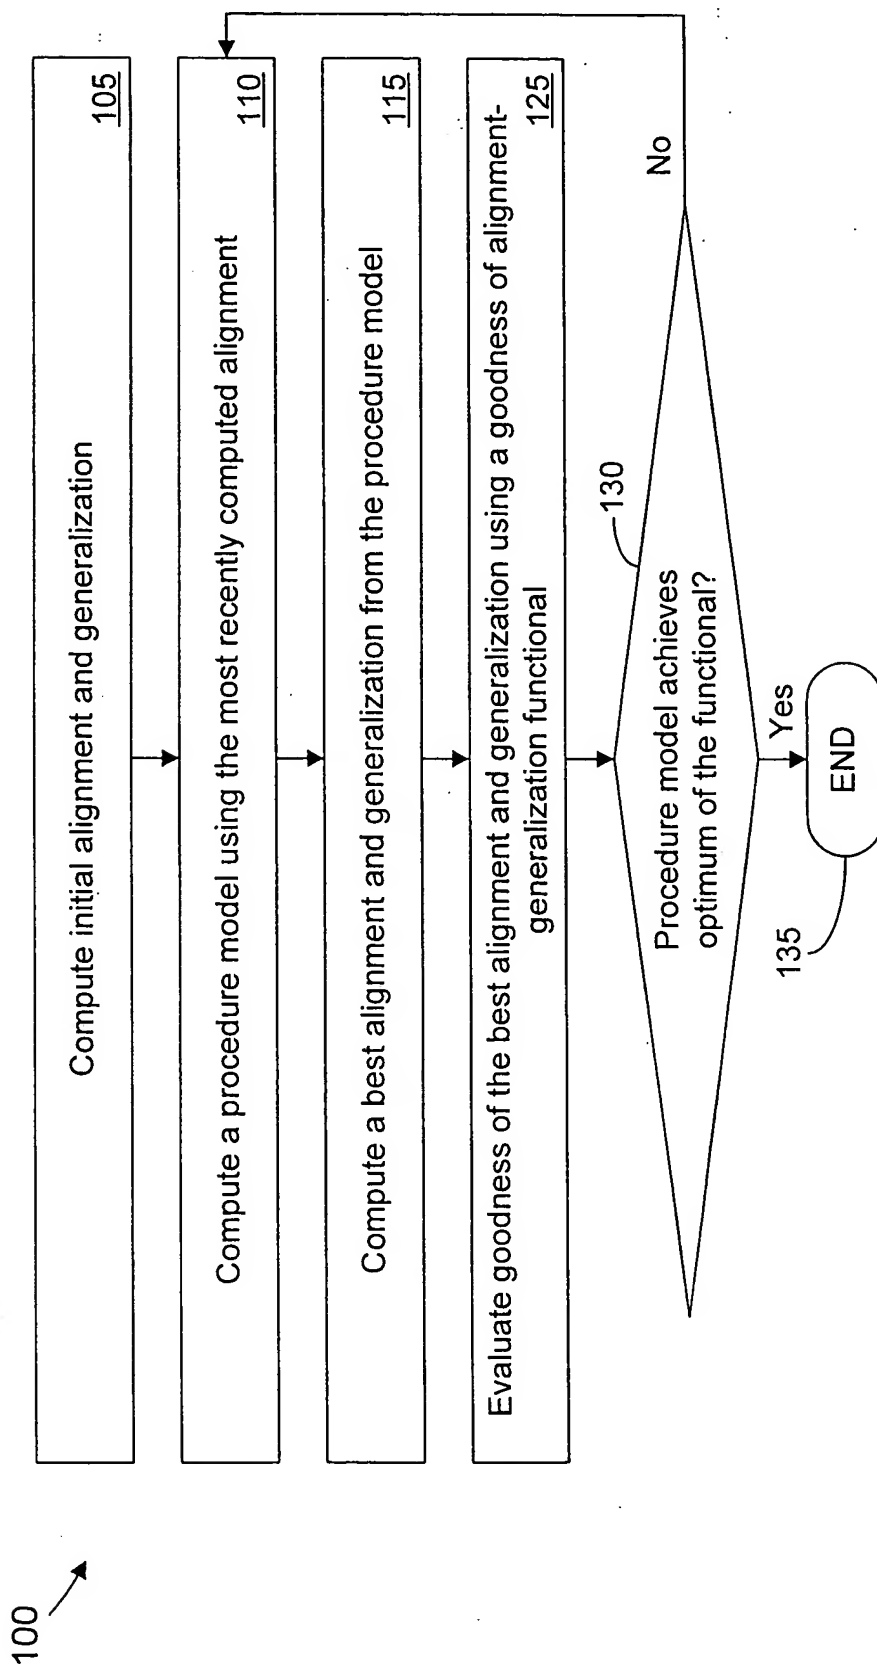 100
Compute initial alignment and generalization
105
Compute a procedure model using the most recently computed alignment
110
Compute a best alignment and generalization from the procedure model
115
Evaluate goodness of the best alignment and generalization using a goodness of alignment-
generalization functional
125
Procedure model achieves
optimum of the functional?
130
No
Yes
END
135